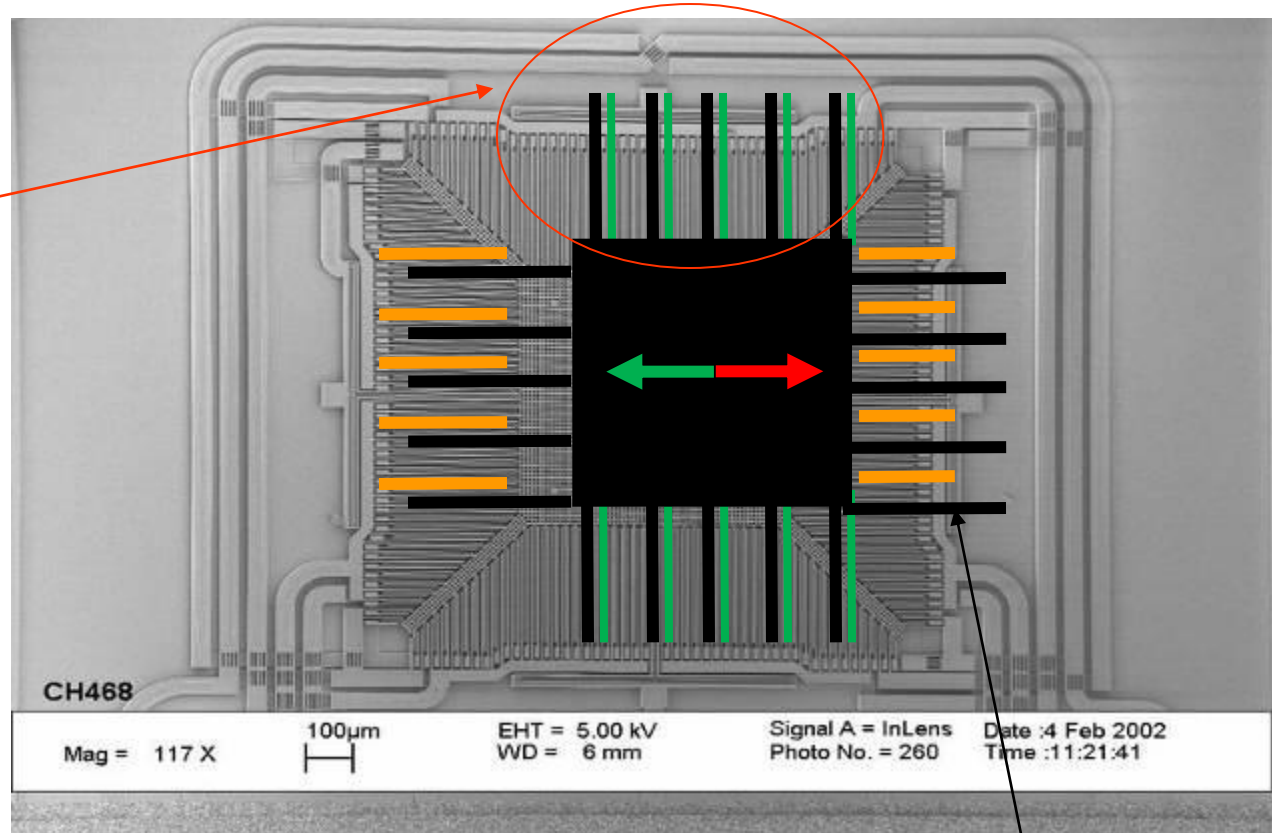 CH468
Mag = 117 X
100µm
EHT = 5.00 kV
WD = 6 mm
Signal A = InLens
Photo No. = 260
Date :4 Feb 2002
Time :11:21:41